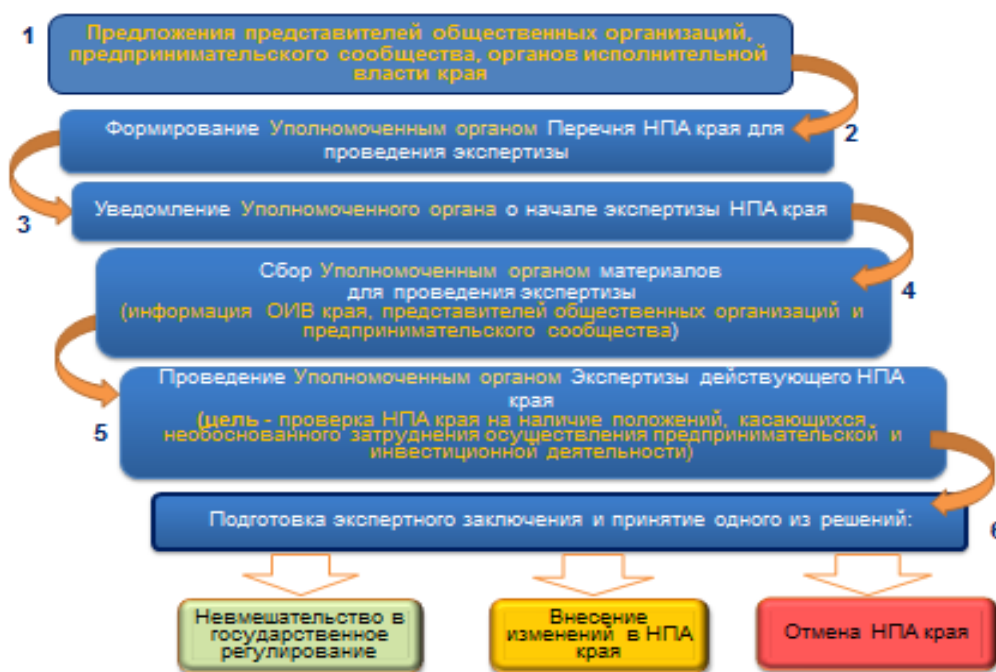 1
Предложения представителей общественных организаций,
предпринимательского сообщества, органов исполнительной
власти края
Формирование Уполномоченным органом Перечня НПА края для
проведения экспертизы
2
3
Уведомление Уполномоченного органа о начале экспертизы НПА края
Сбор Уполномоченным органом материалов
для проведения экспертизы
(информация ОИВ края, представителей общественных организаций и
предпринимательского сообщества)
4
5
Проведение Уполномоченным органом Экспертизы действующего НПА
края
(цель - проверка НПА края на наличие положений, касающихся
необоснованного затруднения осуществления предпринимательской и
инвестиционной деятельности)
Подготовка экспертного заключения и принятие одного из решений:
6
Невмешательство в
государственное
регулирование
Внесение
изменений в НПА
края
Отмена НПА края